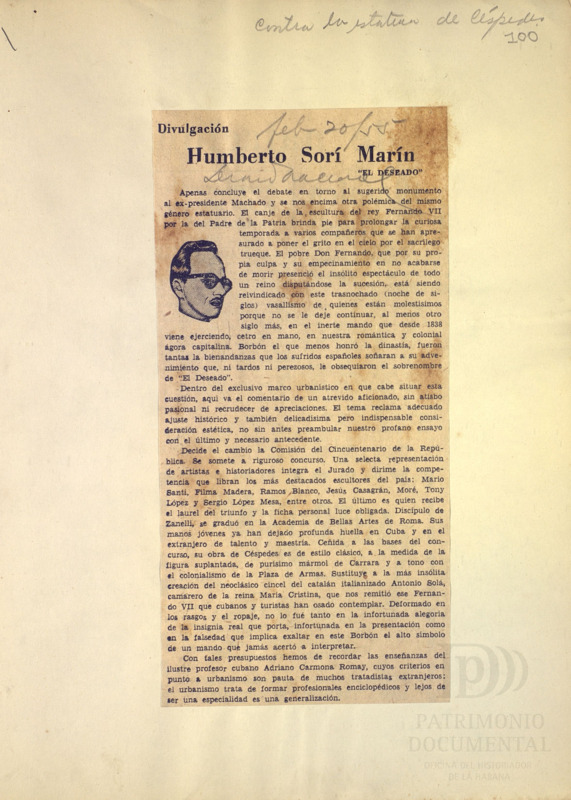 Contra la estatua de Céspedes
100
Divulgación
feb 20/55.
Humberto Sorí Marín
"EL DESEADO"
Apenas concluye el debate en torno al sugerido monumento
al ex-presidente Machado y se nos encima otra polémica del mismo
género estatuario. El canje de la escultura del rey Fernando VII
por la del Padre de la Patria brinda pie para prolongar la curiosa
temporada a varios compañeros que se han apre-
surado a poner el grito en el cielo por el sacrílego
trueque. El pobre Don Fernando, que por su pro-
pia culpa y su empecinamiento en no acabarse
de morir presenció el insólito espectáculo de todo
un reino disputándose la sucesión, está siendo
reivindicado con este trasnochado (noche de si-
glos) vasallismo de quienes están molestísimos
porque no se le deje continuar, al menos otro
siglo más, en el inerte mando que desde 1838
viene ejerciendo, cetro en mano, en nuestra romántica y colonial
ágora capitalina. Borbón el que menos honró la dinastía, fueron
tantas la bienandanzas que los sufridos españoles soñaran a su adve-
nimiento que, ni tardos ni perezosos, le obsequiaron el sobrenombre
de "El Deseado".
Dentro del exclusivo marco urbanístico en que cabe situar esta
cuestión, aquí va el comentario de un atrevido aficionado, sin atisbo
pasional ni recrudecer de apreciaciones. El tema reclama adecuado
ajuste histórico y también delicadísima pero indispensable consi-
deración estética, no sin antes preambular nuestro profano ensayo
con el último y necesario antecedente.
Decide el cambio la Comisión del Cincuentenario de la Repú-
blica. Se somete a riguroso concurso. Una selecta representación
de artistas e historiadores integra el Jurado y dirime la compe-
tencia que libran los más destacados escultores del país: Mario
Santí, Filma Madera, Ramos Blanco, Jesús Casagrán, Moré, Tony
López y Sergio López Mesa, entre otros. El último es quien recibe
el laurel del triunfo y la ficha personal luce obligada. Discípulo de
Zanelli, se graduó en la Academia de Bellas Artes de Roma. Sus
manos jóvenes ya han dejado profunda huella en Cuba y en el
extranjero de talento y maestría. Ceñida a las bases del con-
curso, su obra de Céspedes es de estilo clásico, a la medida de la
figura suplantada, de purísimo mármol de Carrara y a tono con
el colonialismo de la Plaza de Armas. Sustituye a la más insólita
creación del neoclásico cincel del catalán italianizado Antonio Solá,
camarero de la reina María Cristina, que nos remitió ese Fernan-
do VII que cubanos y turistas han osado contemplar. Deformado en
los rasgos y el ropaje, no lo fué tanto en la infortunada alegoría
de la insignia real que porta, infortunada en la presentación como
en la falsedad que implica exaltar en este Borbón el alto símbolo
de un mando que jamás acertó a interpretar.
Con tales presupuestos hemos de recordar las enseñanzas del
ilustre profesor cubano Adriano Carmona Romay, cuyos criterios en
punto a urbanismo son pauta de muchos tratadistas extranjeros:
el urbanismo trata de formar profesionales enciclopédicos y lejos de
ser una especialidad es una generalización.
PATRIMONIO
DOCUMENTAL
OFICINA DEL HISTORIADOR
DE LA HABANA